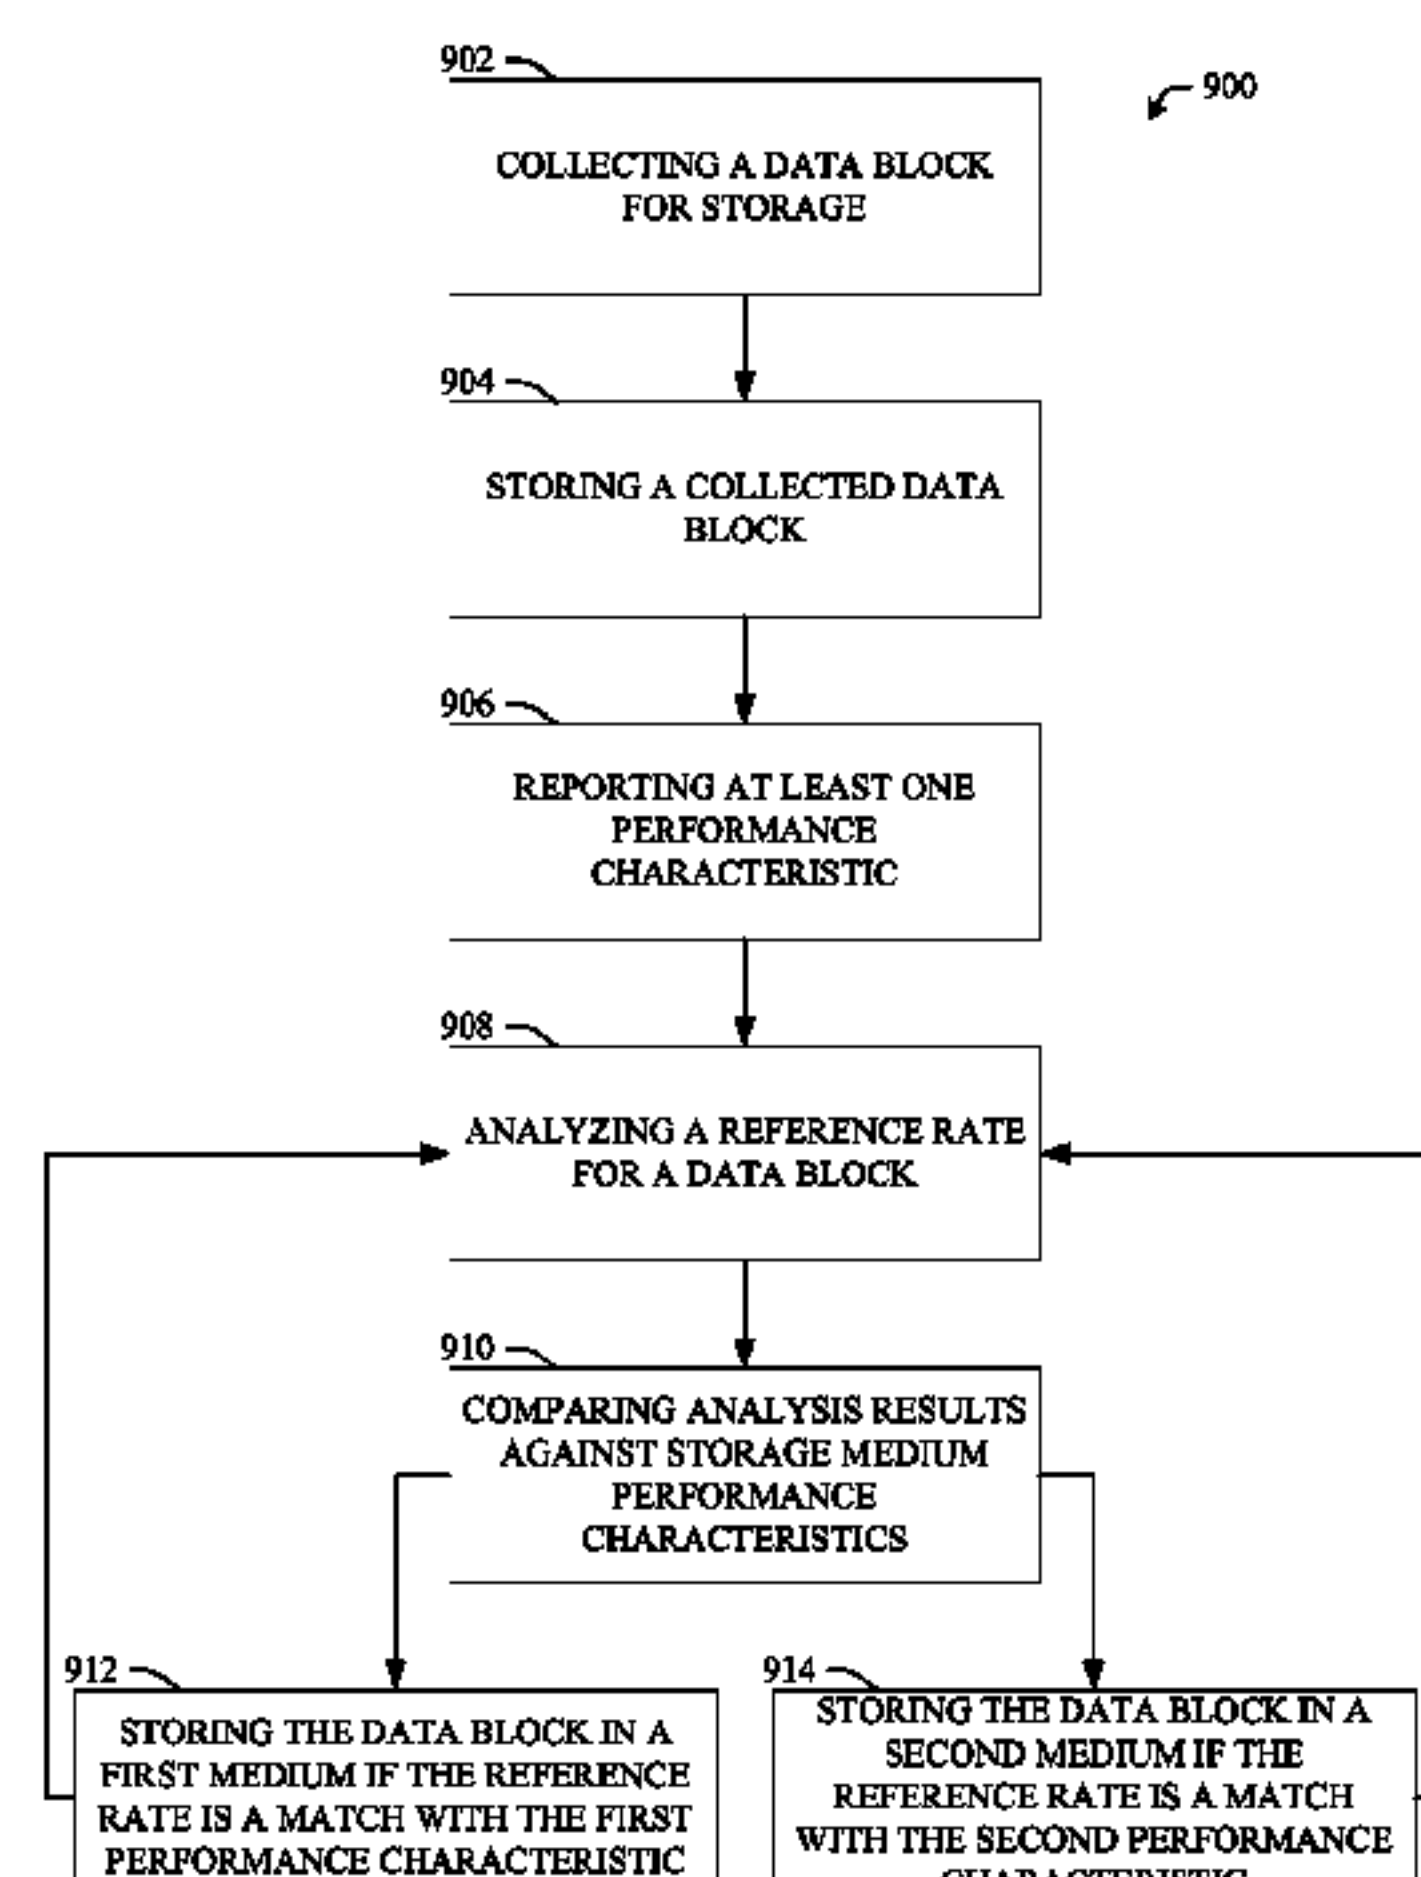 902
900
COLLECTING A DATA BLOCK
FOR STORAGE
904
STORING A COLLECTED DATA
BLOCK
906
REPORTING AT LEAST ONE
PERFORMANCE
CHARACTERISTIC
908
ANALYZING A REFERENCE RATE
FOR A DATA BLOCK
910
COMPARING ANALYSIS RESULTS
AGAINST STORAGE MEDIUM
PERFORMANCE
CHARACTERISTICS
912
STORING THE DATA BLOCK IN A
FIRST MEDIUM IF THE REFERENCE
RATE IS A MATCH WITH THE FIRST
PERFORMANCE CHARACTERISTIC
914
STORING THE DATA BLOCK IN A
SECOND MEDIUM IF THE
REFERENCE RATE IS A MATCH
WITH THE SECOND PERFORMANCE